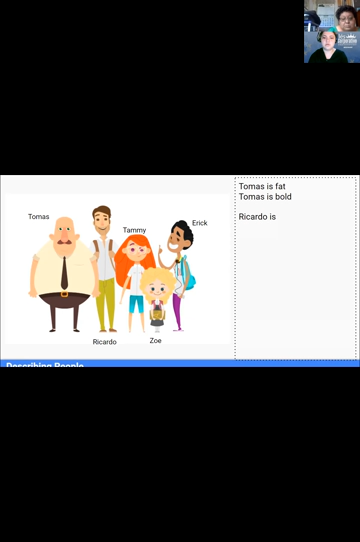 Tomas
Tammy
Erick
Ricardo
Zoe
Tomas is fat
Tomas is bold
Ricardo is
Describing People